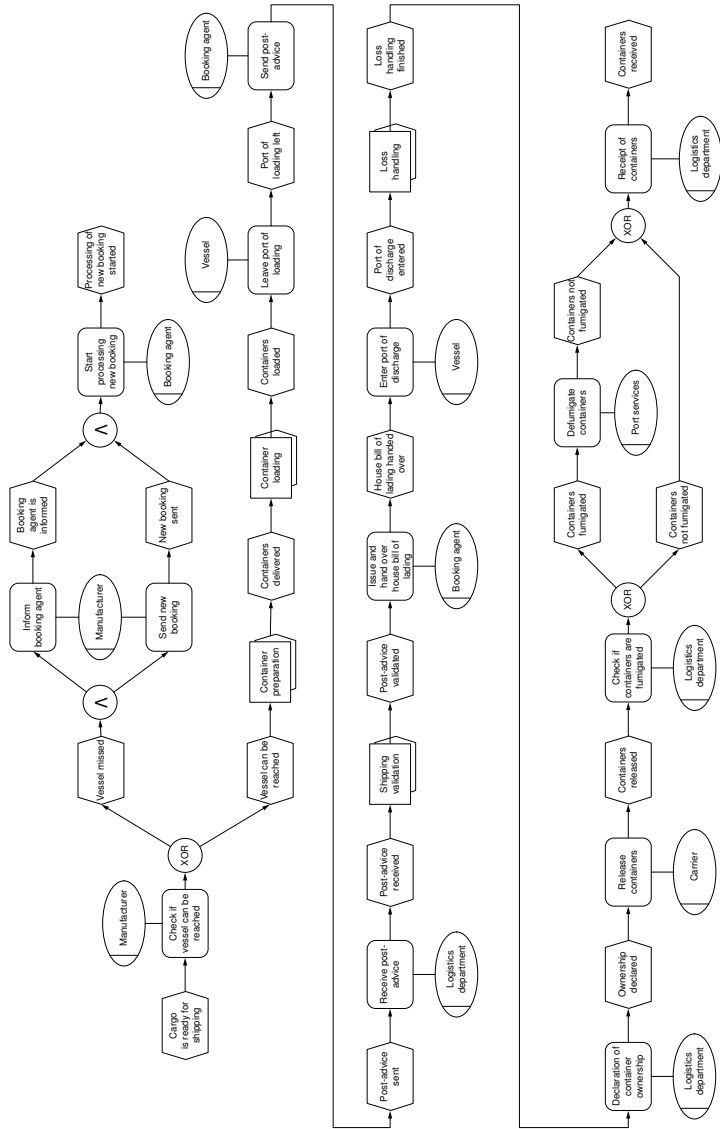 Cargo
is ready for
shipping
Manufacturer
Check if
vessel can be
reached
XOR
Vessel missed
V
Inform
booking agent
Manufacturer
Send new
booking
Booking
agent is
informed
New booking
sent
V
Start
processing
new booking
Booking agent
Processing of
new booking
started
Vessel can be
reached
Container
preparation
Containers
delivered
Container
loading
Containers
loaded
Vessel
Leave port of
loading
Port of
loading left
Booking agent
Send post-
advice
Post-advice
sent
Receive post-
advice
Logistics
department
Post-advice
received
Shipping
validation
Post-advice
validated
Issue and
hand over
house bill of
lading
Booking agent
House bill of
lading handed
over
Enter port of
discharge
Vessel
Port of
discharge
entered
Loss
handling
Loss
handling
finished
Declaration of
container
ownership
Logistics
department
Ownership
declared
Release
containers
Carrier
Containers
released
Check if
containers are
fumigated
Logistics
department
XOR
Containers
fumigated
Defumigate
containers
Port services
Containers not
fumigated
Containers
not fumigated
XOR
Receipt of
containers
Logistics
department
Containers
received